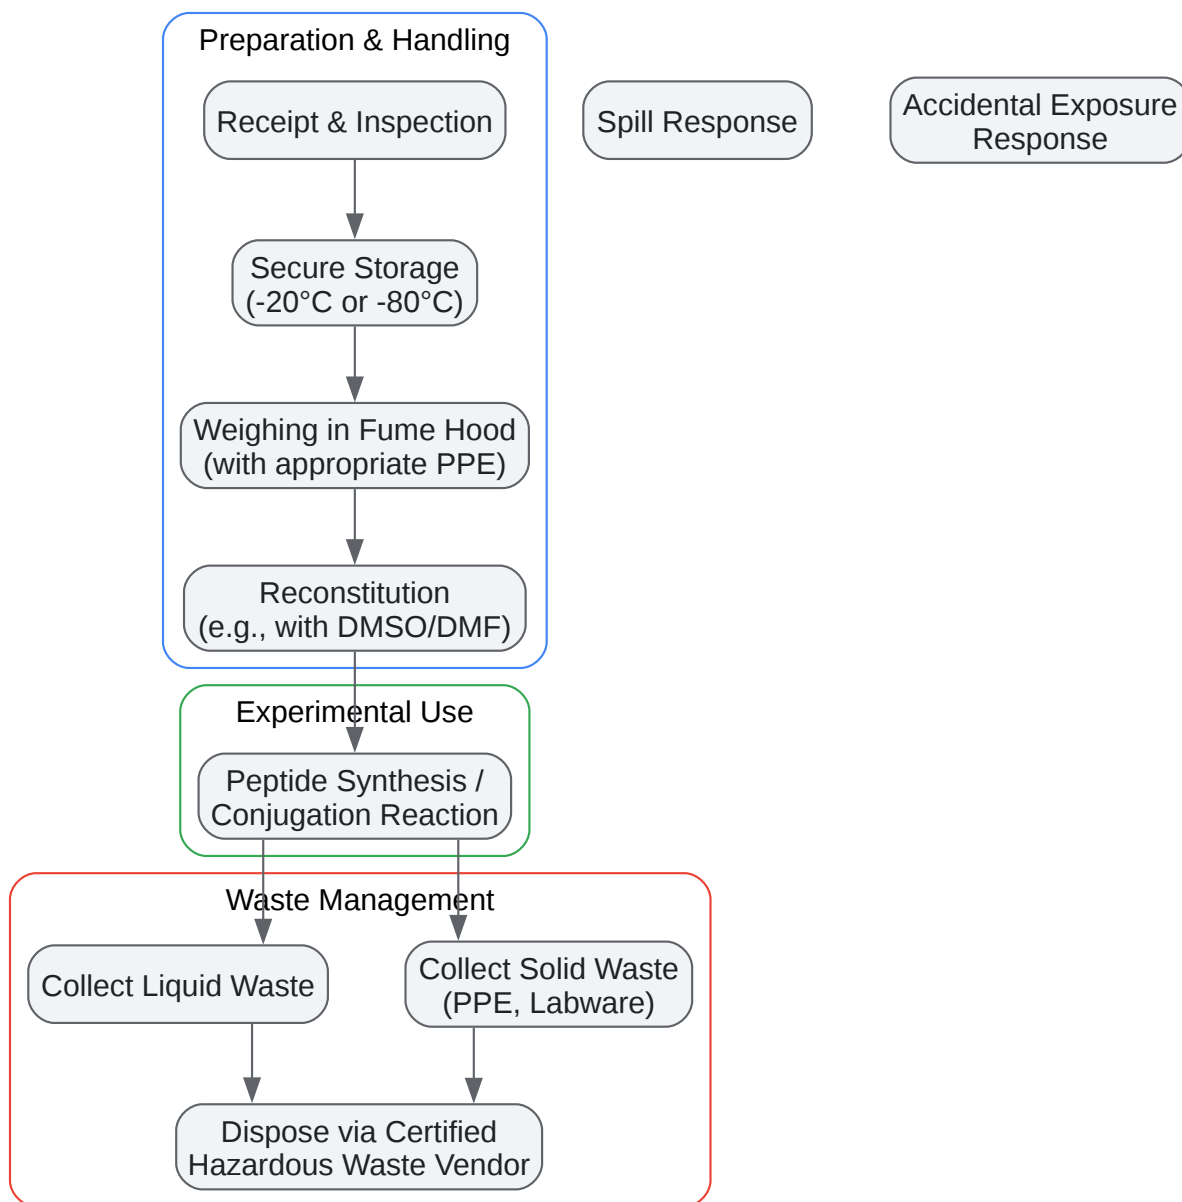 Preparation & Handling
Receipt & Inspection
Spill Response
Accidental Exposure
Response
Secure Storage
(-20°C or -80°C)
Weighing in Fume Hood
(with appropriate PPE)
Reconstitution
(e.g., with DMSO/DMF)
Experimental Use
Peptide Synthesis /
Conjugation Reaction
Waste Management
Collect Liquid Waste
Collect Solid Waste
(PPE, Labware)
Dispose via Certified
Hazardous Waste Vendor